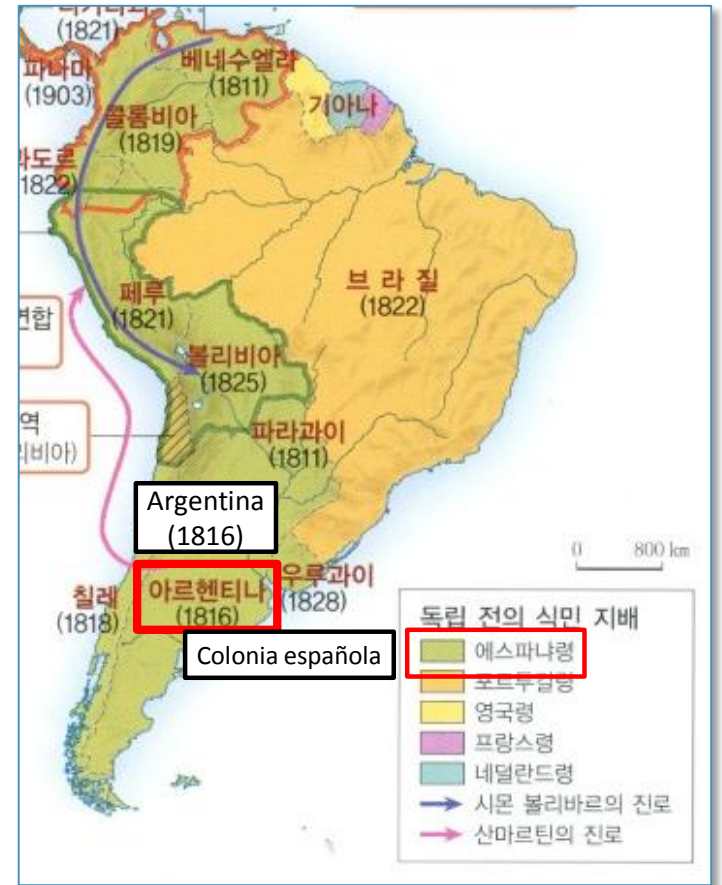 (1821)
파나마
(1903)
베네수엘라
(1811)
콜롬비아
(1819)
기아나
1822
페루
(1821)
브라질
(1822)
볼리비아
(1825)
역
파라과이
(1811)
Argentina
(1816)
0 800 km
칠레
(1818)
아르헨티나
(1816)
우루과이
(1828)
Colonia española
독립 전의 식민 지배
에스파냐령
포르투갈령
영국령
프랑스령
네덜란드령
시몬 볼리바르의 진로
산마르틴의 진로